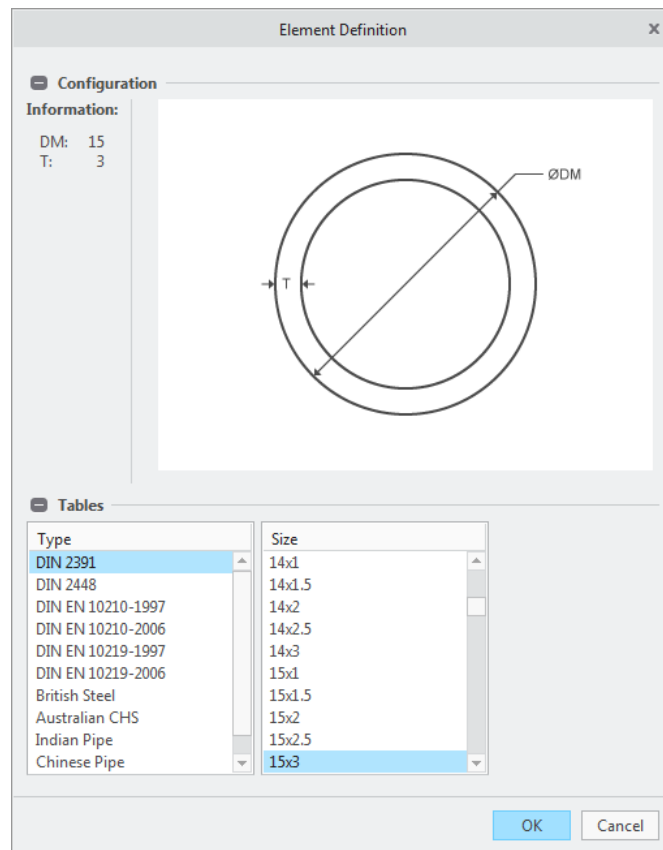 Element Definition x
Configuration
Information:
DM: 15
T: 3
ØDM
T
Tables
Type
DIN 2391
DIN 2448
DIN EN 10210-1997
DIN EN 10210-2006
DIN EN 10219-1997
DIN EN 10219-2006
British Steel
Australian CHS
Indian Pipe
Chinese Pipe
Size
14x1
14x1.5
14x2
14x2.5
14x3
15x1
15x1.5
15x2
15x2.5
15x3
OK Cancel